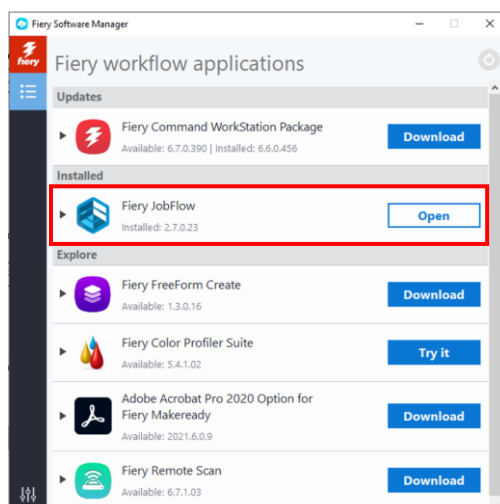 Fiery Software Manager
fiery
Fiery workflow applications
Updates
Fiery Command WorkStation Package
Available: 6.7.0.390 | Installed: 6.6.0.456
Download
Installed
Fiery JobFlow
Installed: 2.7.0.23
Open
Explore
Fiery FreeForm Create
Available: 1.3.0.16
Download
Fiery Color Profiler Suite
Available: 5.4.1.02
Try it
Adobe Acrobat Pro 2020 Option for
Fiery Makeready
Available: 2021.6.0.9
Download
Fiery Remote Scan
Available: 6.7.1.03
Download